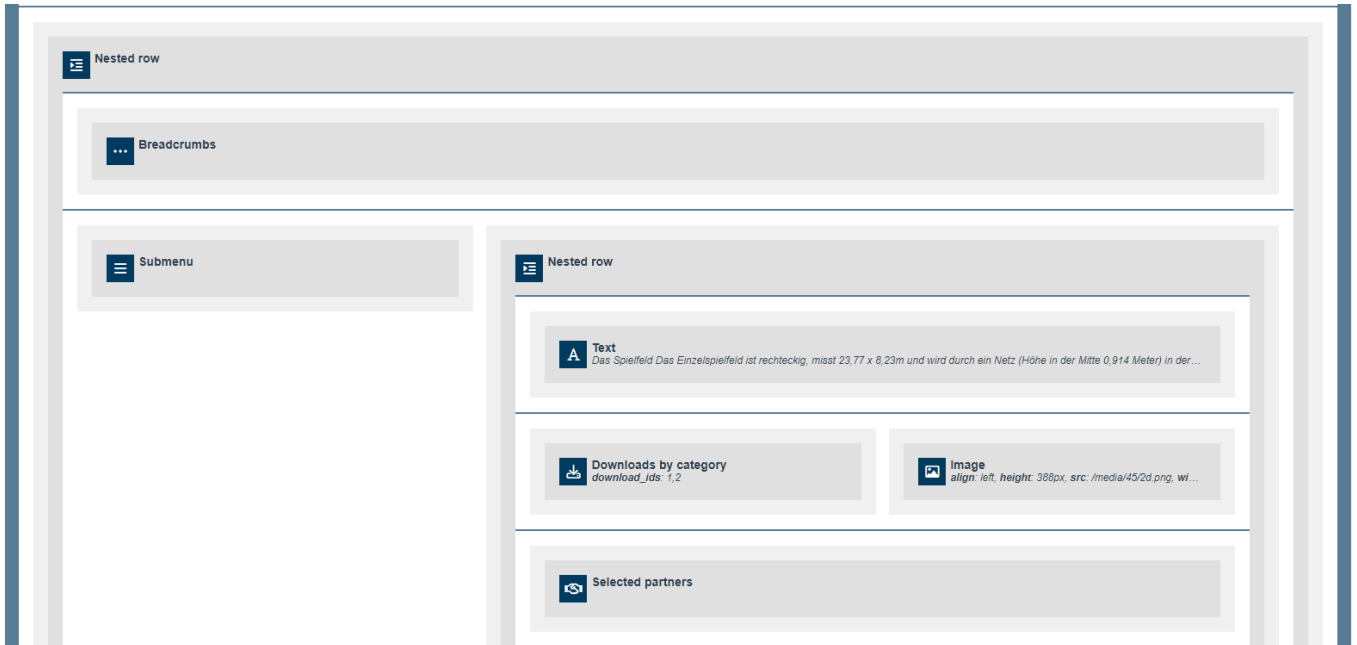 Nested row
Breadcrumbs
Submenu
Nested row
Text
Das Spielfeld Das Einzelspielfeld ist rechteckig, misst 23,77 x 8,23m und wird durch ein Netz (Höhe in der Mitte 0,914 Meter) in der…
Downloads by category
download_ids: 1,2
Image
align: left, height: 388px, src: /media/45/2d.png, wi…
Selected partners